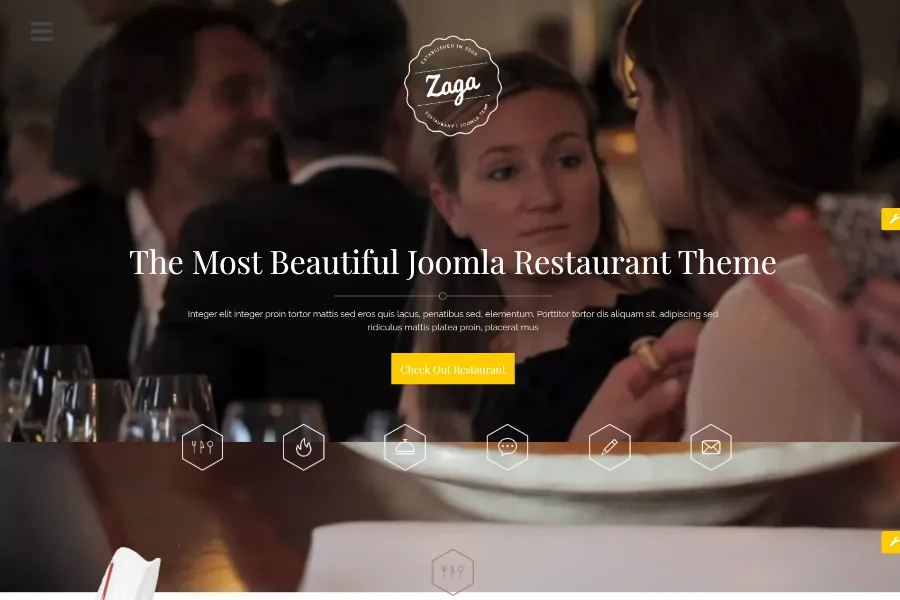 ESTABLISHED IN 2009
Zaga
RESTAURANT | JOOMLA
The Most Beautiful Joomla Restaurant Theme
Integer elit integer proin tortor mattis sed eros quis lacus, penatibus sed, elementum. Porttitor tortor dis aliquam sit, adipiscing sed
ridiculus mattis platea proin, placerat mus
Check Out Restaurant